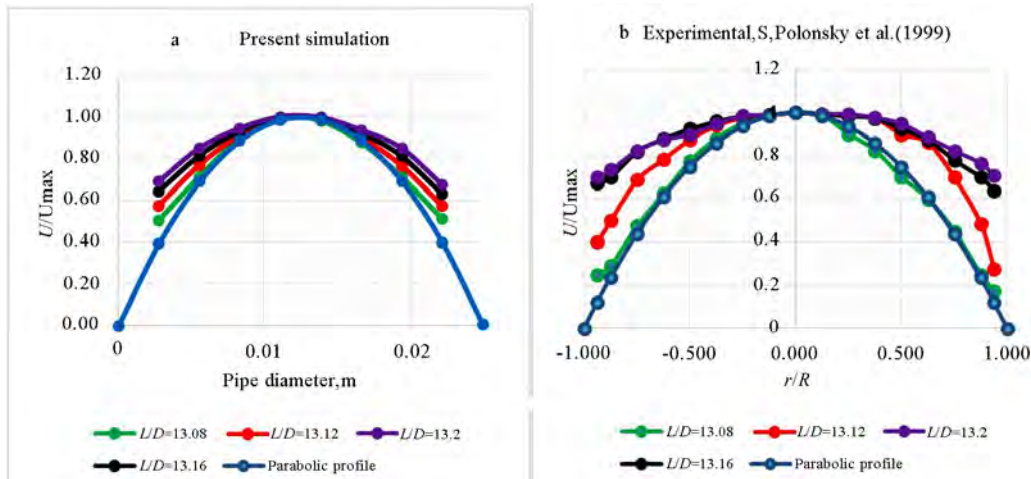 a Present simulation
1.20
1.00
0.80
0.60
0.40
0.20
0.00
U/Umax
0 0.01 0.02
Pipe diameter,m
L/D=13.08 L/D=13.12 L/D=13.2
L/D=13.16 Parabolic profile
b Experimental,S,Polonsky et al.(1999)
1.2
1
0.8
0.6
0.4
0.2
0
U/Umax
-1.000 -0.500 0.000 0.500 1.000
r/R
L/D=13.08 L/D=13.12 L/D=13.2
L/D=13.16 Parabolic profile